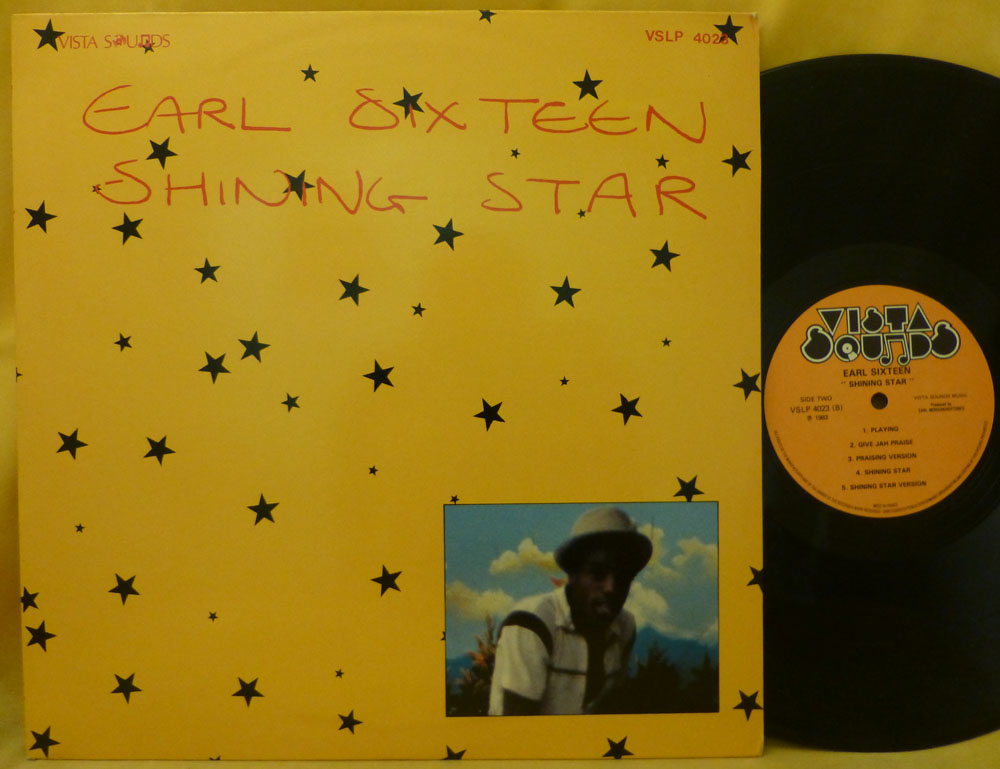 VISTA SOUNDS
VSLP 4023
EARL SIXTEEN
SHINING STAR
VISTA
SOUNDS
EARL SIXTEEN
" SHINING STAR "
SIDE TWO
VSLP 4023 (B)
℗ 1983
VISTA SOUNDS MUSIC
Produced by
1. PLAYING
2. GIVE JAH PRAISE
3. PRAISING VERSION
4. SHINING STAR
5. SHINING STAR VERSION